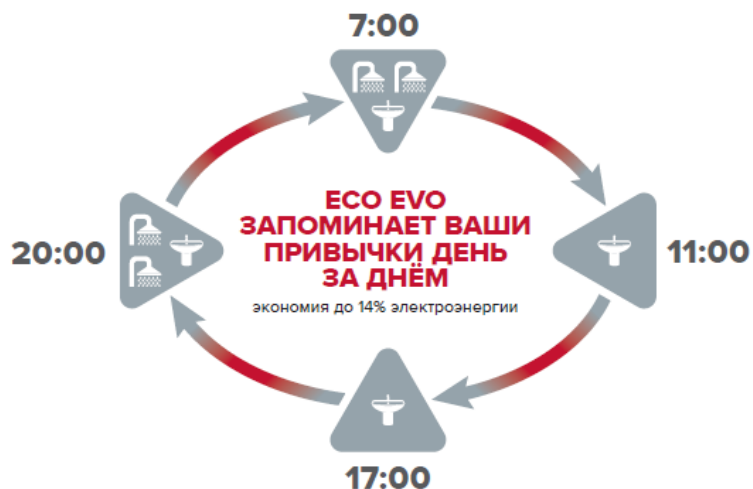 7:00
ECO EVO
ЗАПОМИНАЕТ ВАШИ
ПРИВЫЧКИ ДЕНЬ
ЗА ДНЁМ
экономия до 14% электроэнергии
20:00
11:00
17:00